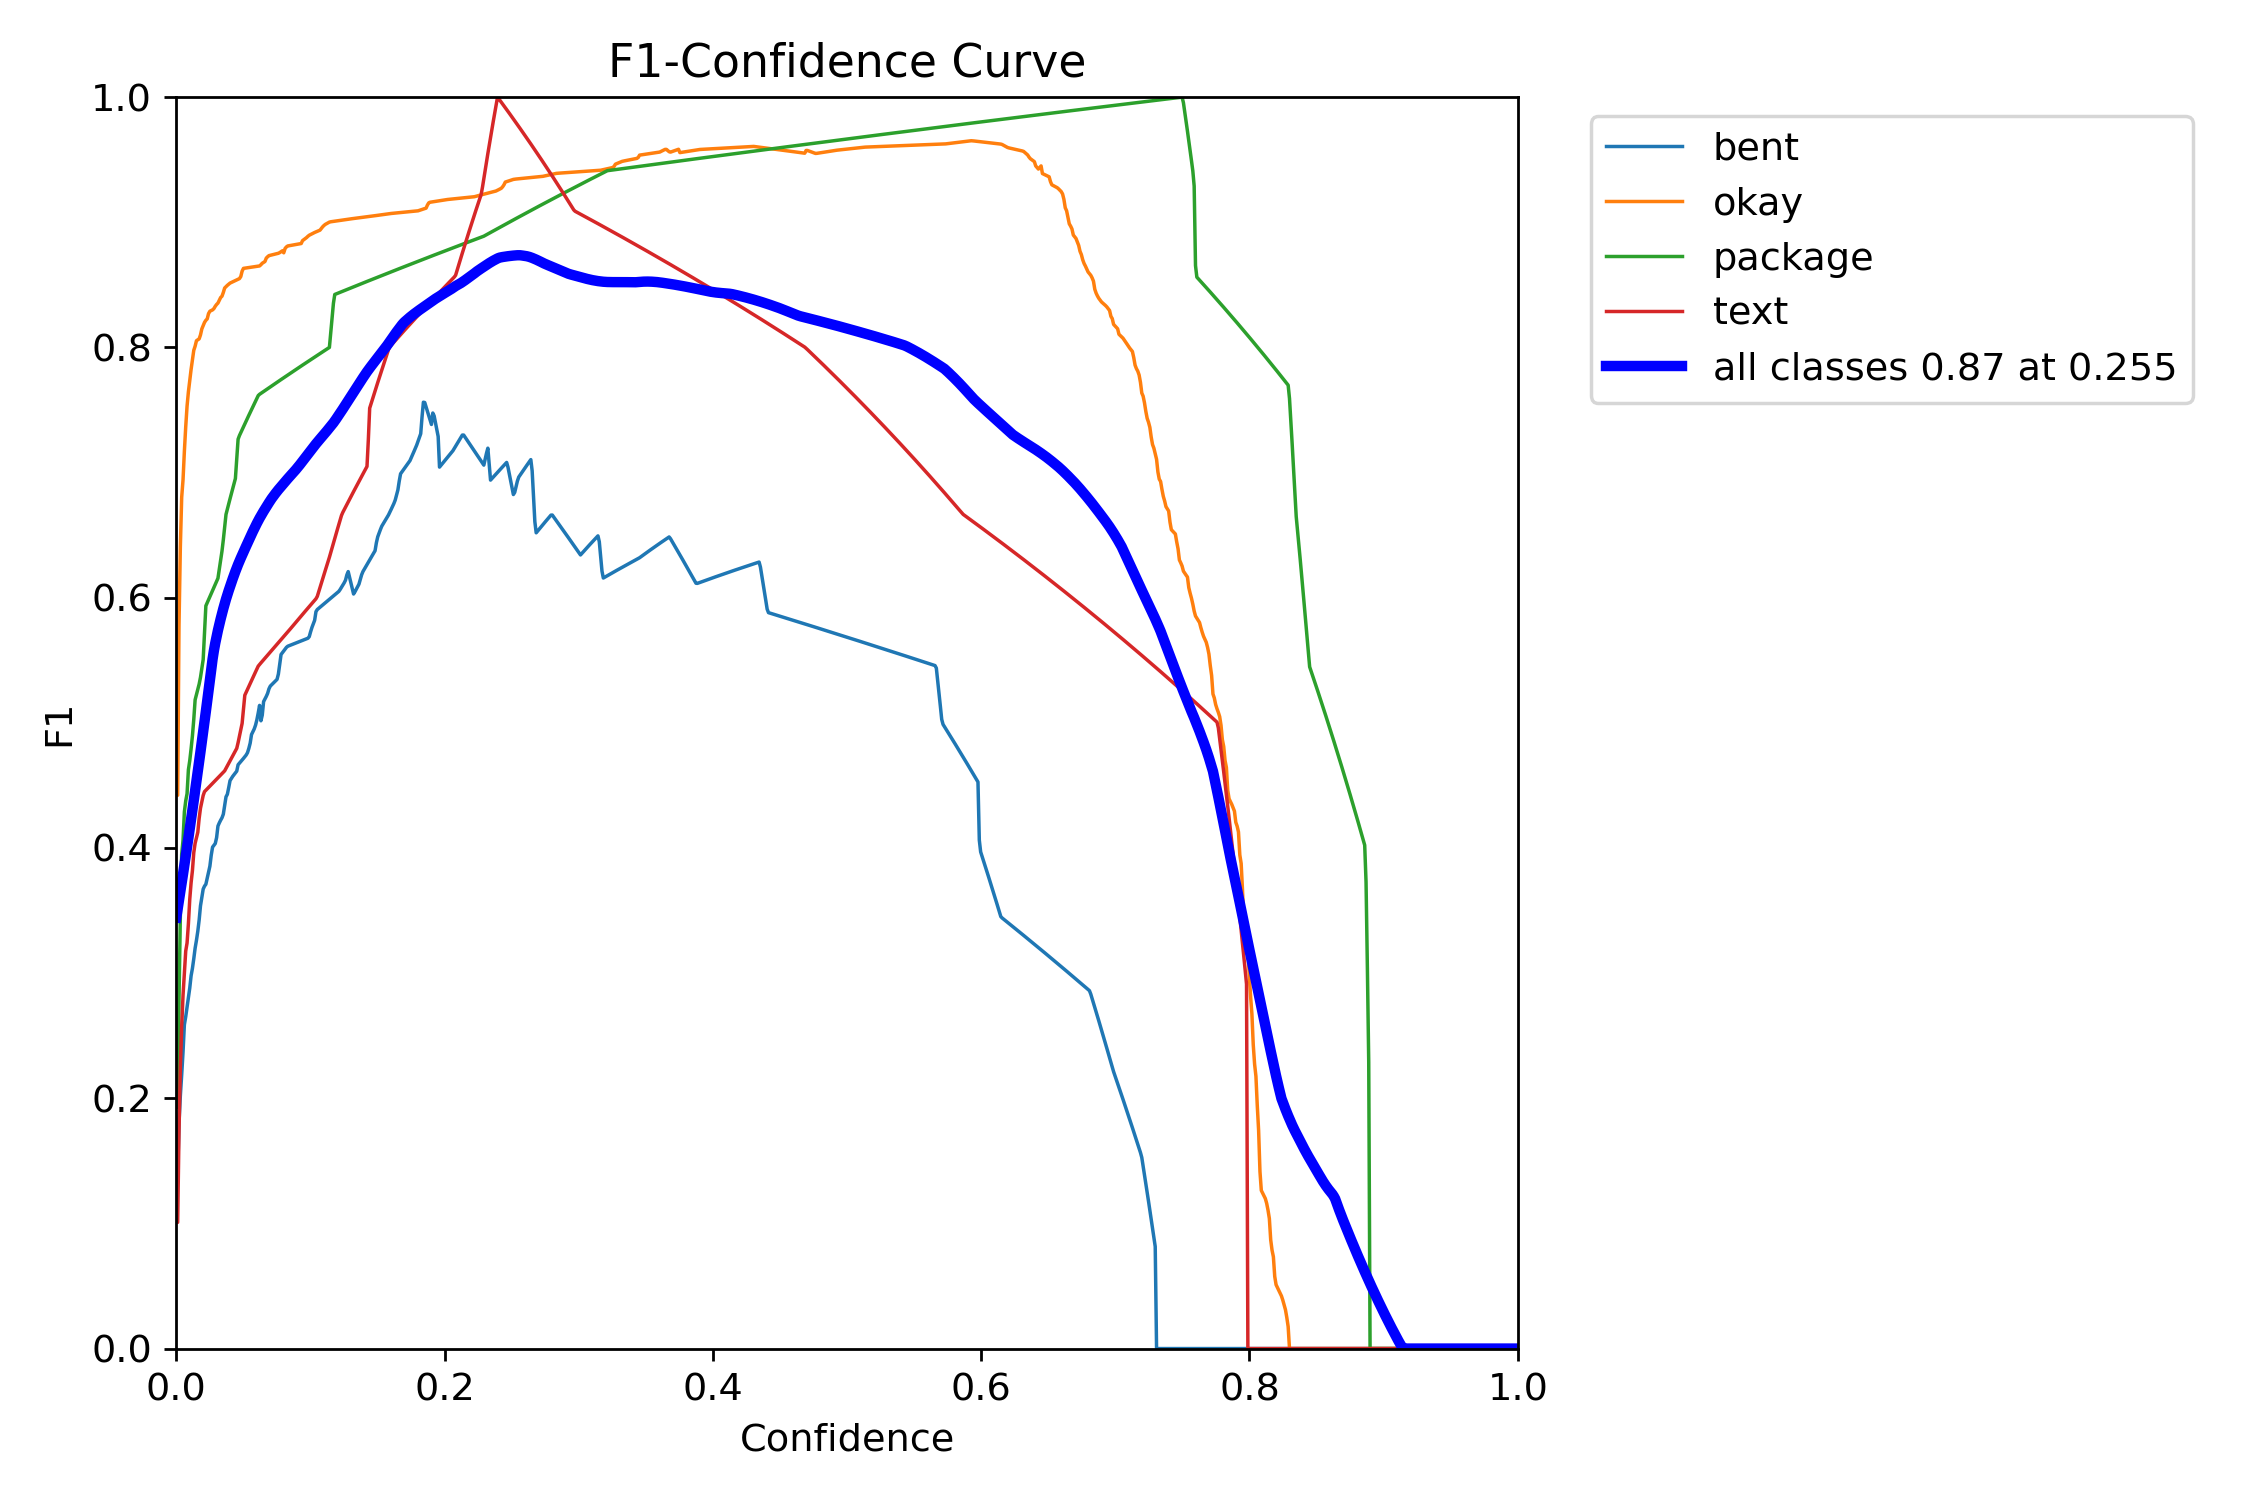 F1-Confidence Curve
1.0
0.8
0.6
0.4
0.2
0.0
F1
0.0 0.2 0.4 0.6 0.8 1.0
Confidence
bent
okay
package
text
all classes 0.87 at 0.255